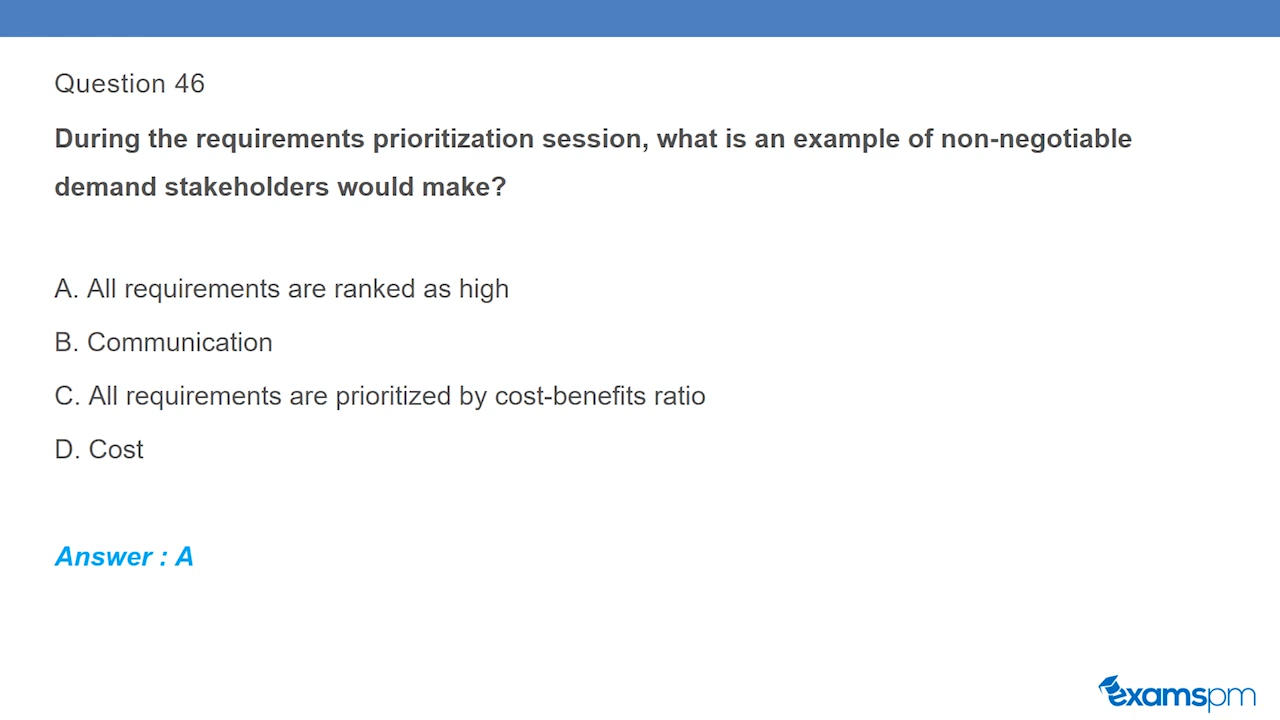 Question 46
During the requirements prioritization session, what is an example of non-negotiable
demand stakeholders would make?
A. All requirements are ranked as high
B. Communication
C. All requirements are prioritized by cost-benefits ratio
D. Cost
Answer : A
examspm